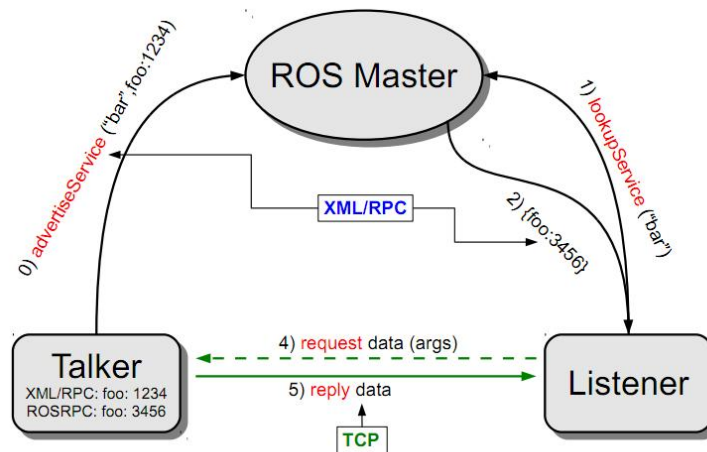 ROS Master
0) advertiseService ("bar",foo:1234)
1) lookupService ("bar")
XML/RPC
2) {foo:3456}
4) request data (args)
Talker
XML/RPC: foo: 1234
ROSRPC: foo: 3456
Listener
5) reply data
TCP